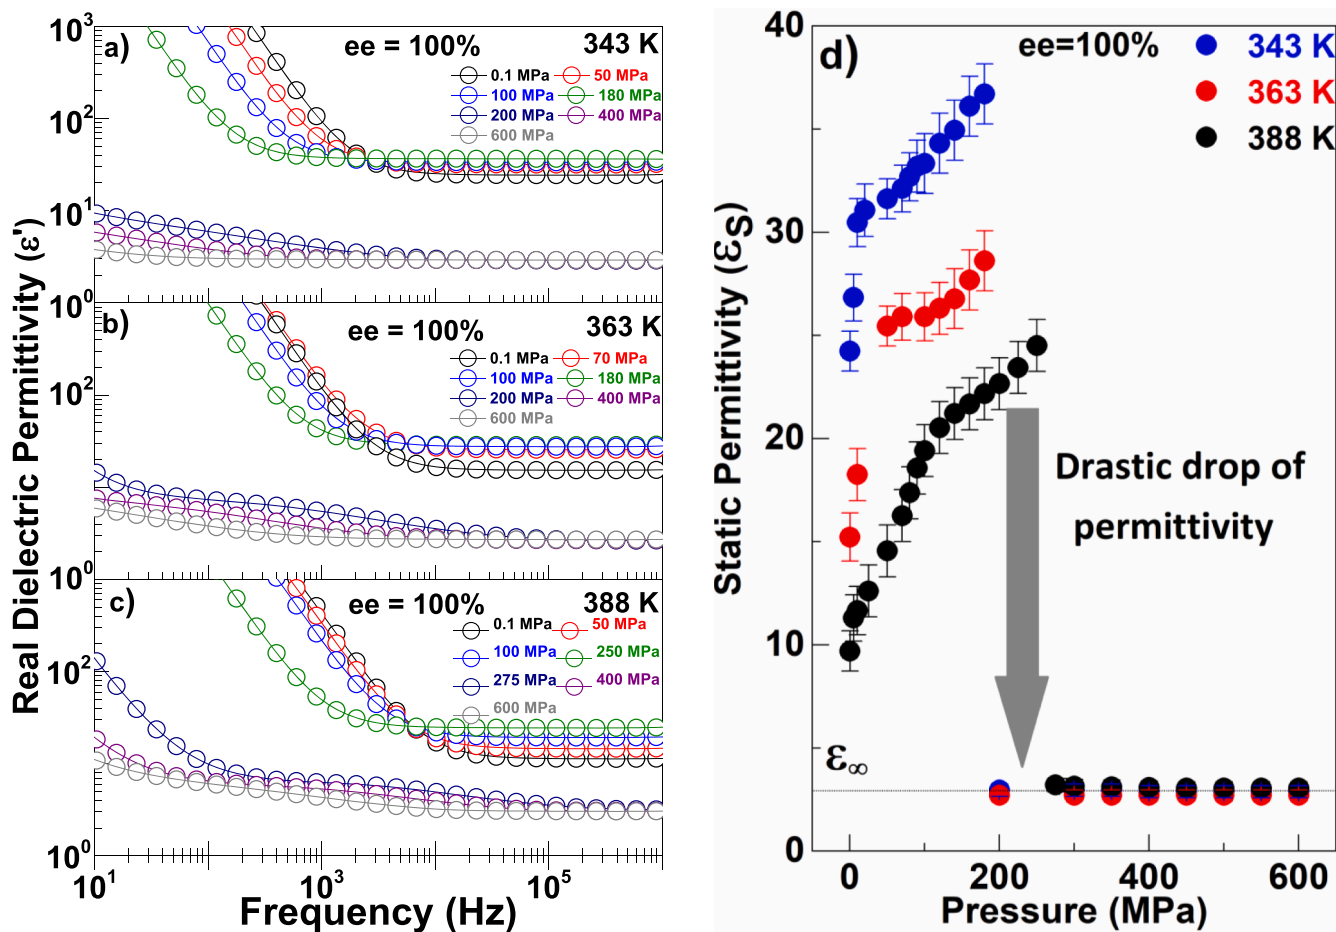 Real Dielectric Permittivity (ε')
10³
10²
10¹
10⁰
a)
ee = 100%
343 K
0.1 MPa
50 MPa
100 MPa
180 MPa
200 MPa
400 MPa
600 MPa
b)
ee = 100%
363 K
10²
10⁰
0.1 MPa
70 MPa
100 MPa
180 MPa
200 MPa
400 MPa
600 MPa
c)
ee = 100%
388 K
10²
10⁰
0.1 MPa
50 MPa
100 MPa
250 MPa
275 MPa
400 MPa
600 MPa
10¹
10³
10⁵
Frequency (Hz)
d)
ee=100%
343 K
363 K
388 K
Static Permittivity (εS)
40
30
20
10
0
Drastic drop of
permittivity
ε∞
0
200
400
600
Pressure (MPa)